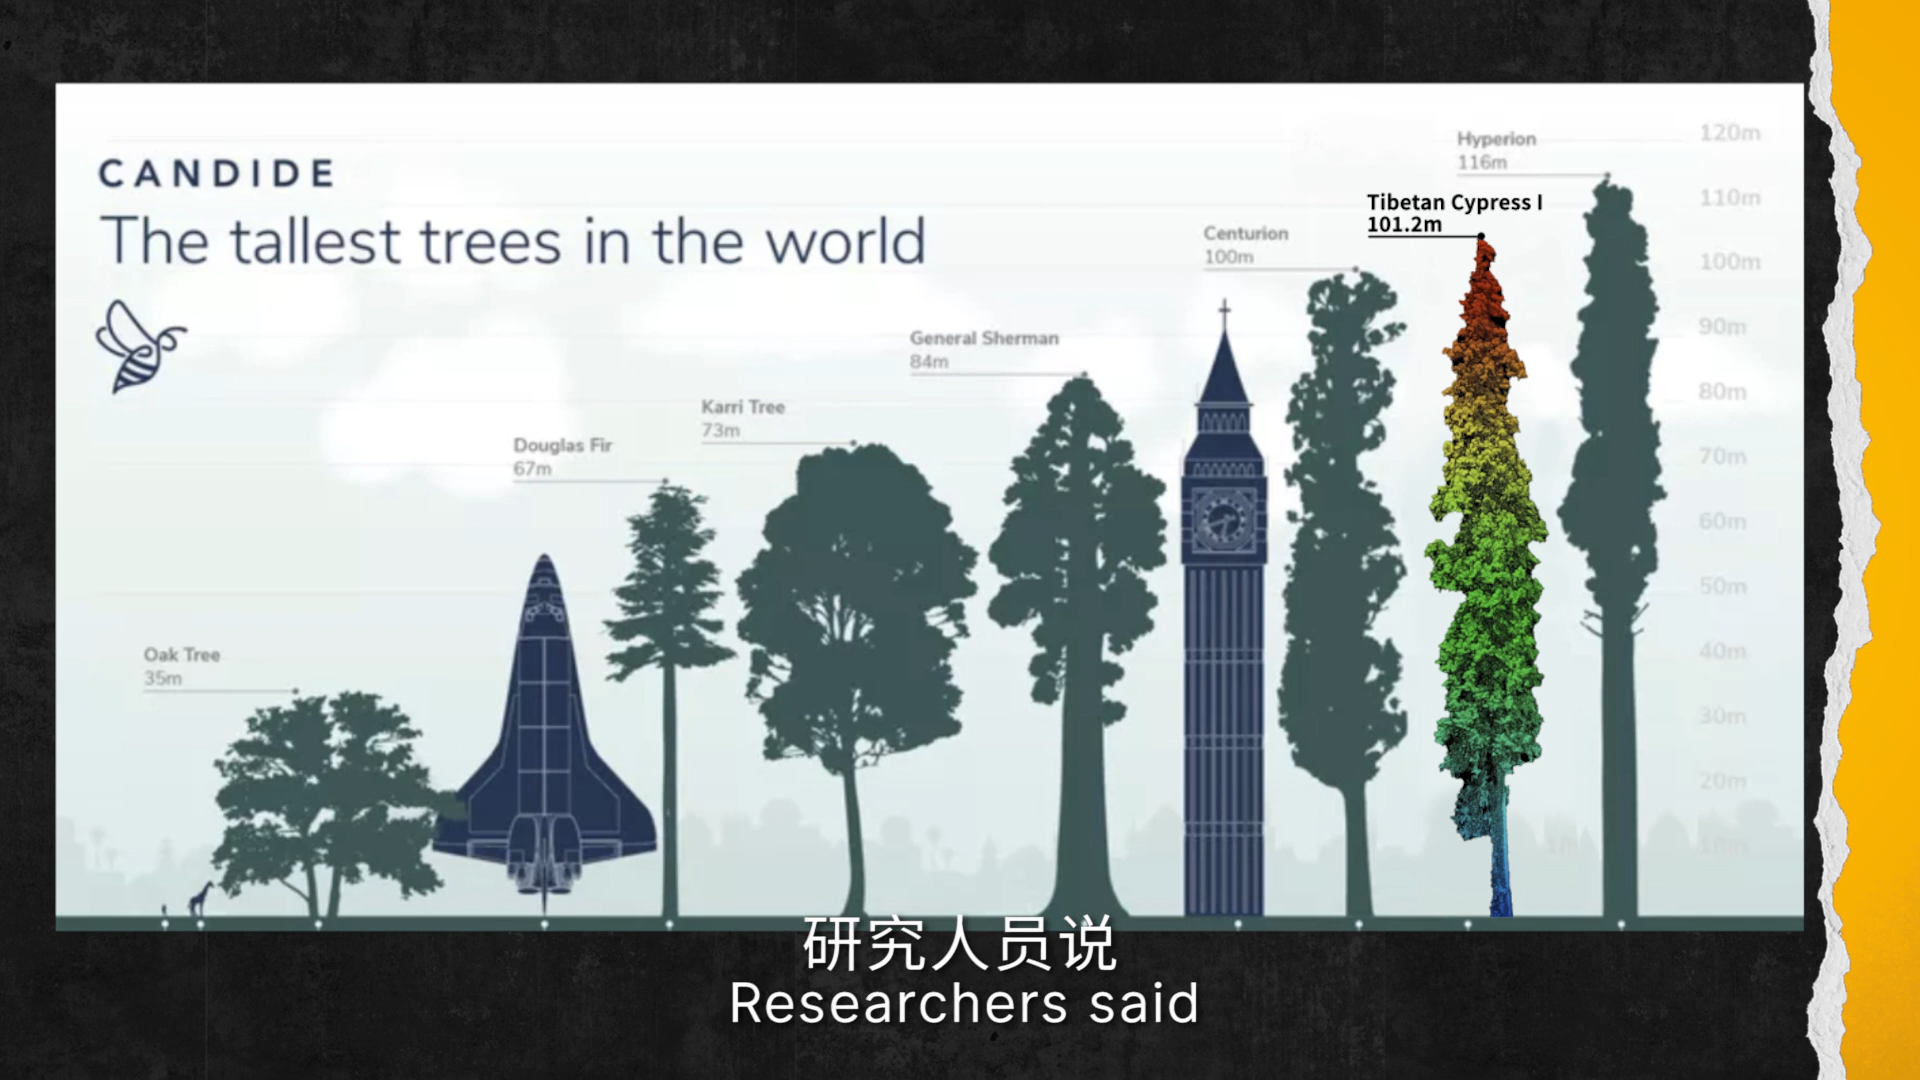 CANDIDE
The tallest trees in the world
Oak Tree
35m
Douglas Fir
67m
Karri Tree
73m
General Sherman
84m
Centurion
100m
Tibetan Cypress I
101.2m
Hyperion
116m
120m
110m
100m
90m
80m
70m
60m
50m
40m
30m
20m
10m
研究人员说
Researchers said